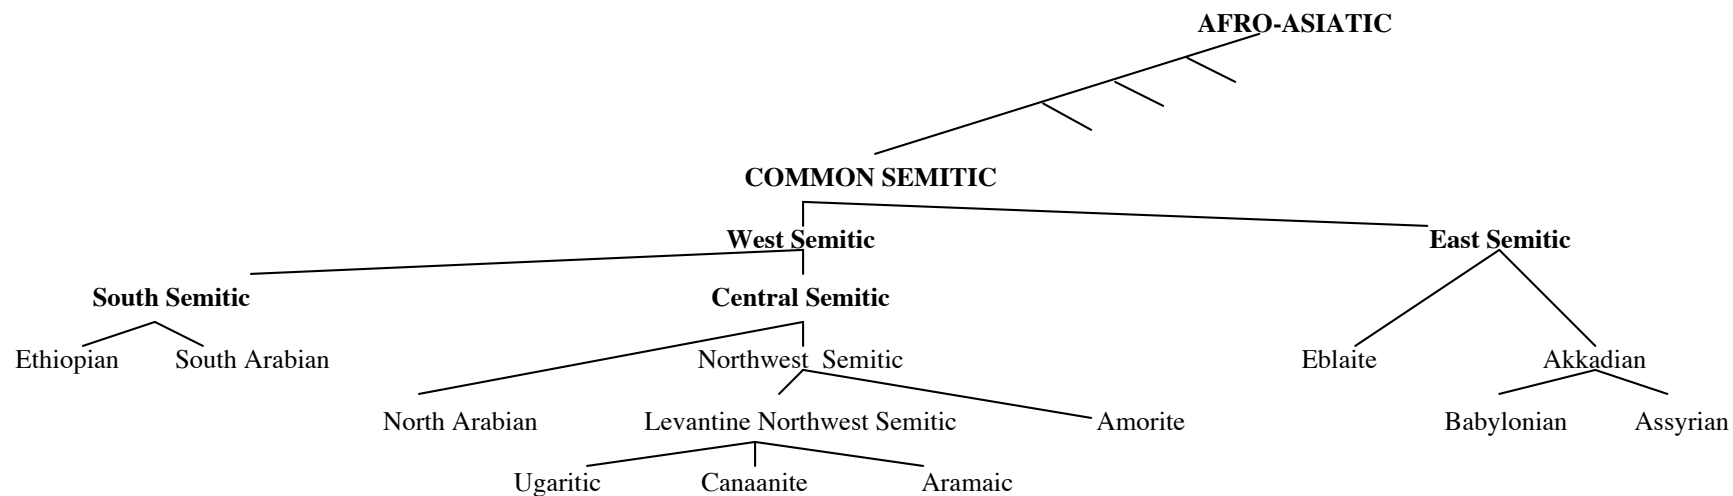 AFRO-ASIATIC
COMMON SEMITIC
West Semitic East Semitic
South Semitic Central Semitic
Ethiopian South Arabian Northwest Semitic Eblaite Akkadian
North Arabian Levantine Northwest Semitic Amorite Babylonian Assyrian
Ugaritic Canaanite Aramaic